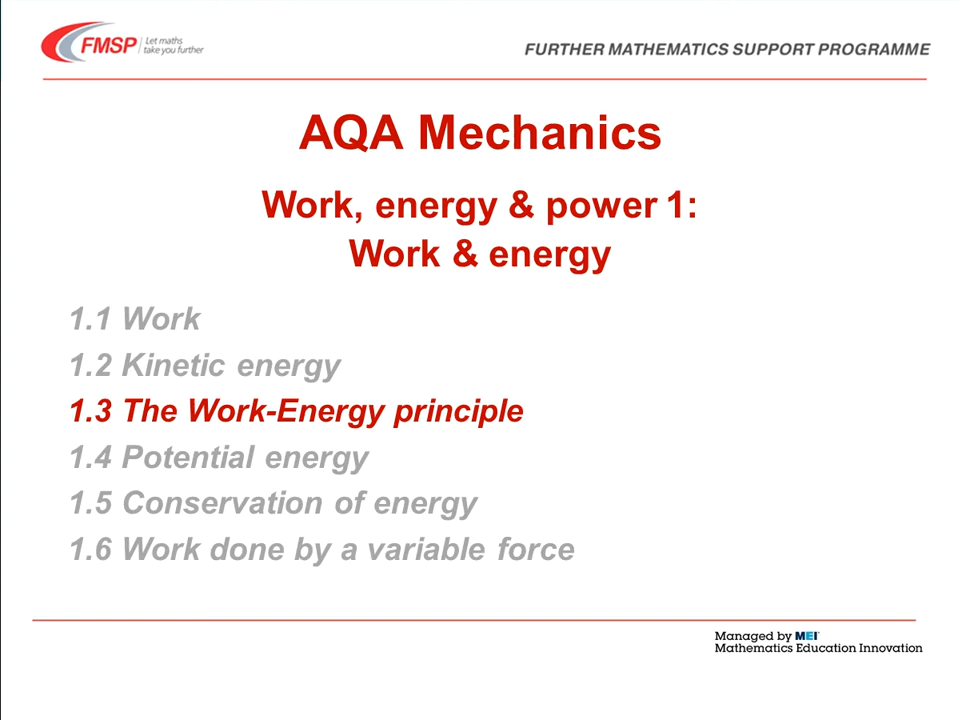 FMSP
Let maths
take you further
FURTHER MATHEMATICS SUPPORT PROGRAMME
AQA Mechanics
Work, energy & power 1:
Work & energy
1.1 Work
1.2 Kinetic energy
1.3 The Work-Energy principle
1.4 Potential energy
1.5 Conservation of energy
1.6 Work done by a variable force
Managed by MEI
Mathematics Education Innovation